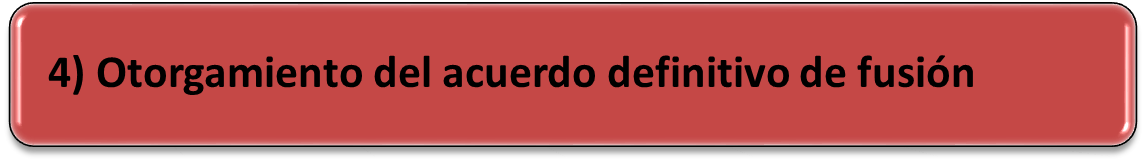 4) Otorgamiento del acuerdo definitivo de fusión